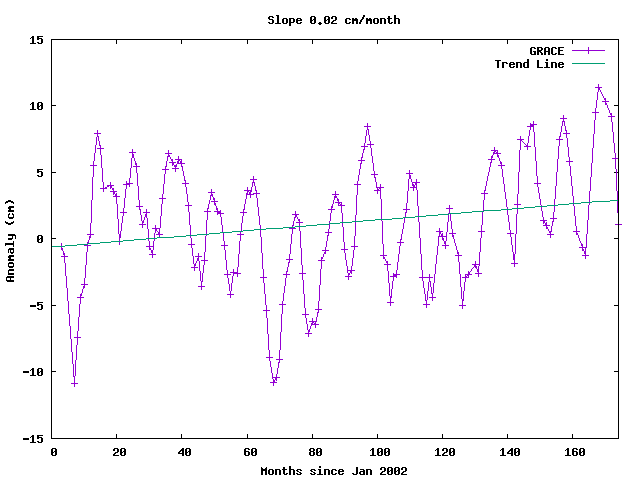 Slope 0.02 cm/month
GRACE
Trend Line
15
10
5
0
-5
-10
-15
Anomaly (cm)
0 20 40 60 80 100 120 140 160
Months since Jan 2002